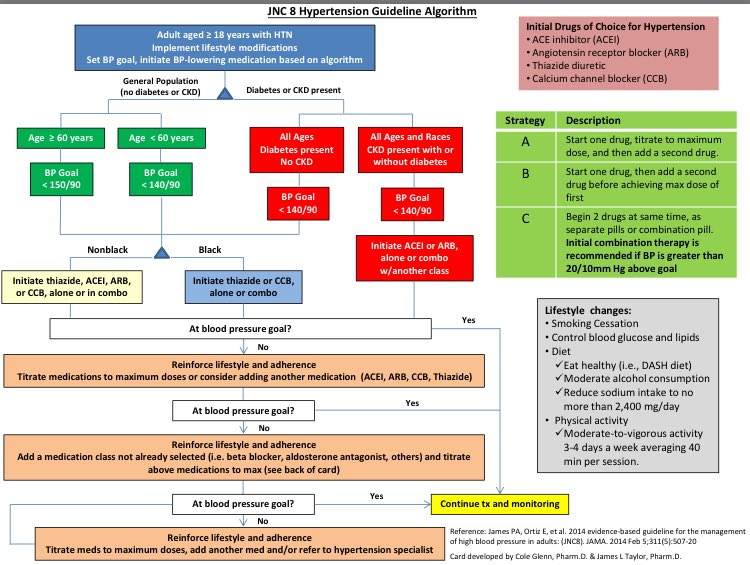 JNC 8 Hypertension Guideline Algorithm
Adult aged ≥ 18 years with HTN
Implement lifestyle modifications
Set BP goal, initiate BP-lowering medication based on algorithm
General Population
(no diabetes or CKD)
Diabetes or CKD present
Age ≥ 60 years
Age < 60 years
All Ages
Diabetes present
No CKD
All Ages and Races
CKD present with or
without diabetes
BP Goal
< 150/90
BP Goal
< 140/90
BP Goal
< 140/90
BP Goal
< 140/90
Nonblack
Black
Initiate thiazide, ACEI, ARB,
or CCB, alone or in combo
Initiate thiazide or CCB,
alone or combo
Initiate ACEI or ARB,
alone or combo
w/another class
At blood pressure goal?
Yes
No
Reinforce lifestyle and adherence
Titrate medications to maximum doses or consider adding another medication (ACEI, ARB, CCB, Thiazide)
At blood pressure goal?
Yes
No
Reinforce lifestyle and adherence
Add a medication class not already selected (i.e. beta blocker, aldosterone antagonist, others) and titrate
above medications to max (see back of card)
At blood pressure goal?
Yes
Continue tx and monitoring
No
Reinforce lifestyle and adherence
Titrate meds to maximum doses, add another med and/or refer to hypertension specialist
Initial Drugs of Choice for Hypertension
• ACE inhibitor (ACEI)
• Angiotensin receptor blocker (ARB)
• Thiazide diuretic
• Calcium channel blocker (CCB)
Strategy Description
A Start one drug, titrate to maximum
dose, and then add a second drug.
B Start one drug, then add a second
drug before achieving max dose of
first
C Begin 2 drugs at same time, as
separate pills or combination pill.
Initial combination therapy is
recommended if BP is greater than
20/10mm Hg above goal
Lifestyle changes:
• Smoking Cessation
• Control blood glucose and lipids
• Diet
✓Eat healthy (i.e., DASH diet)
✓Moderate alcohol consumption
✓Reduce sodium intake to no
more than 2,400 mg/day
• Physical activity
✓Moderate-to-vigorous activity
3-4 days a week averaging 40
min per session.
Reference: James PA, Ortiz E, et al. 2014 evidence-based guideline for the management
of high blood pressure in adults: (JNC8). JAMA. 2014 Feb 5;311(5):507-20
Card developed by Cole Glenn, Pharm.D. & James L Taylor, Pharm.D.